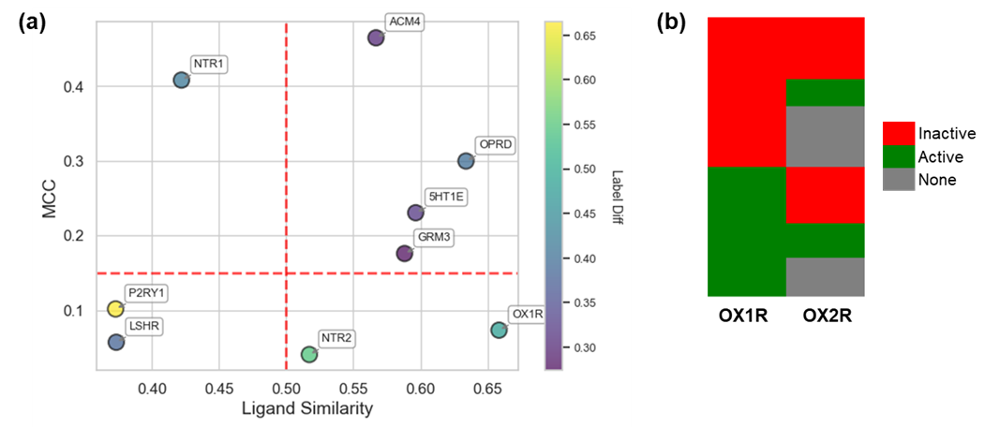 (a)
(b)
ACM4
NTR1
OPRD
5HT1E
GRM3
P2RY1
LSHR
NTR2
OX1R
MCC
0.4
0.3
0.2
0.1
0.40
0.45
0.50
0.55
0.60
0.65
Ligand Similarity
0.65
0.60
0.55
0.50
0.45
0.40
0.35
0.30
Label Diff
Inactive
Active
None
OX1R
OX2R